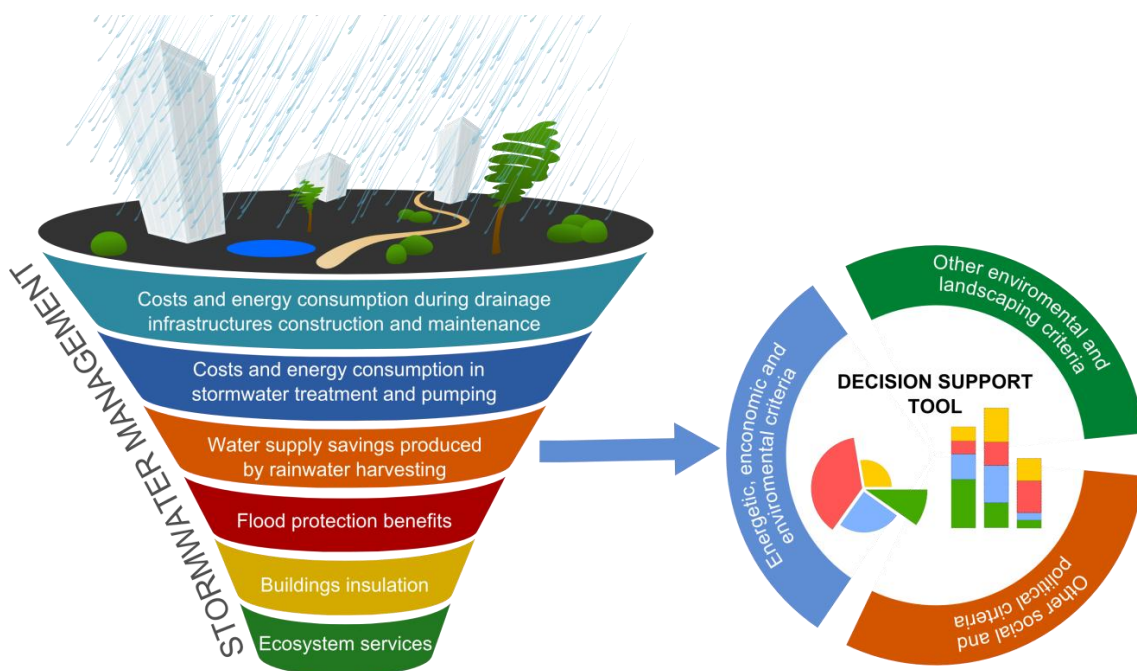 STORMWATER MANAGEMENT
Costs and energy consumption during drainage
infrastructures construction and maintenance
Costs and energy consumption in
stormwater treatment and pumping
Water supply savings produced
by rainwater harvesting
Flood protection benefits
Buildings insulation
Ecosystem services
Energetic, enconomic and
enviromental criteria
Other enviromental and
landscaping criteria
DECISION SUPPORT
TOOL
Other social and
political cirteria